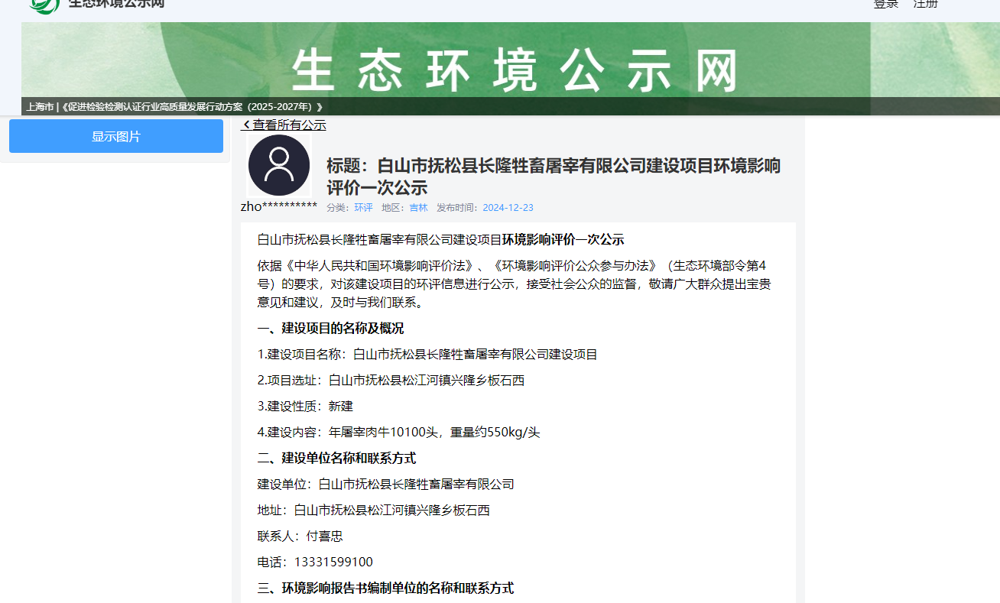 生态环境公示网
登录 注册
生态环境公示网
上海市 |《促进检验检测认证行业高质量发展行动方案（2025-2027年）》
显示图片
查看所有公示
标题：白山市抚松县长隆牲畜屠宰有限公司建设项目环境影响
评价一次公示
zho**********
分类：环评 地区：吉林 发布时间：2024-12-23
白山市抚松县长隆牲畜屠宰有限公司建设项目环境影响评价一次公示
依据《中华人民共和国环境影响评价法》、《环境影响评价公众参与办法》（生态环境部令第4
号）的要求，对该建设项目的环评信息进行公示，接受社会公众的监督，敬请广大群众提出宝贵
意见和建议，及时与我们联系。
一、建设项目的名称及概况
1.建设项目名称：白山市抚松县长隆牲畜屠宰有限公司建设项目
2.项目选址：白山市抚松县松江河镇兴隆乡板石西
3.建设性质：新建
4.建设内容：年屠宰肉牛10100头，重量约550kg/头
二、建设单位名称和联系方式
建设单位：白山市抚松县长隆牲畜屠宰有限公司
地址：白山市抚松县松江河镇兴隆乡板石西
联系人：付喜忠
电话：13331599100
三、环境影响报告书编制单位的名称和联系方式